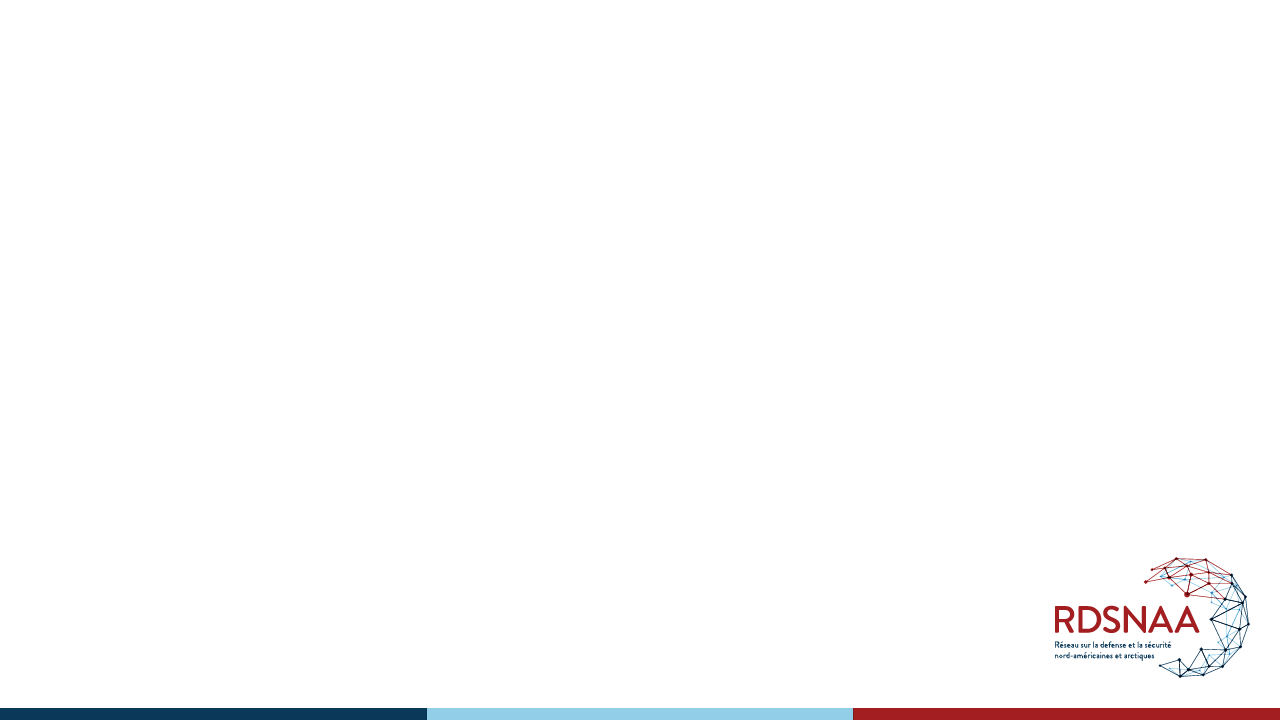 RDSNAA
Réseau sur la defense et la sécurité
nord-américaines et arctiques